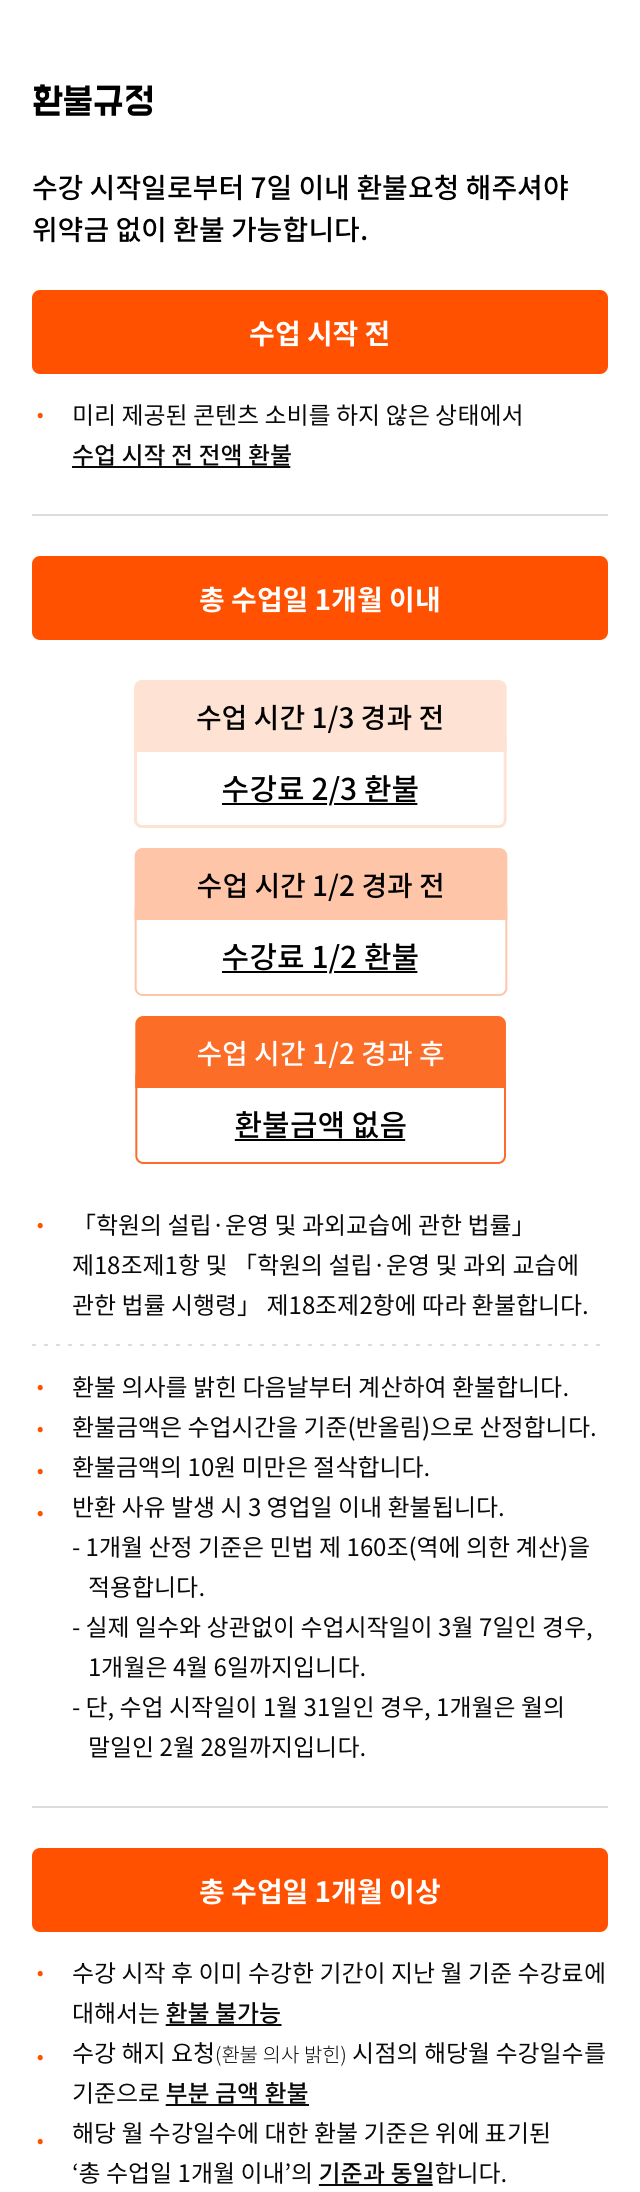 환불규정
수강 시작일로부터 7일 이내 환불요청 해주셔야
위약금 없이 환불 가능합니다.
수업 시작 전
• 미리 제공된 콘텐츠 소비를 하지 않은 상태에서
수업 시작 전 전액 환불
총 수업일 1개월 이내
수업 시간 1/3 경과 전
수강료 2/3 환불
수업 시간 1/2 경과 전
수강료 1/2 환불
수업 시간 1/2 경과 후
환불금액 없음
• 「학원의 설립·운영 및 과외교습에 관한 법률」
제18조제1항 및 「학원의 설립·운영 및 과외 교습에
관한 법률 시행령」 제18조제2항에 따라 환불합니다.
• 환불 의사를 밝힌 다음날부터 계산하여 환불합니다.
• 환불금액은 수업시간을 기준(반올림)으로 산정합니다.
• 환불금액의 10원 미만은 절삭합니다.
• 반환 사유 발생 시 3 영업일 이내 환불됩니다.
- 1개월 산정 기준은 민법 제 160조(역에 의한 계산)을
적용합니다.
- 실제 일수와 상관없이 수업시작일이 3월 7일인 경우,
1개월은 4월 6일까지입니다.
- 단, 수업 시작일이 1월 31일인 경우, 1개월은 월의
말일인 2월 28일까지입니다.
총 수업일 1개월 이상
• 수강 시작 후 이미 수강한 기간이 지난 월 기준 수강료에
대해서는 환불 불가능
• 수강 해지 요청(환불 의사 밝힌) 시점의 해당월 수강일수를
기준으로 부분 금액 환불
• 해당 월 수강일수에 대한 환불 기준은 위에 표기된
‘총 수업일 1개월 이내’의 기준과 동일합니다.